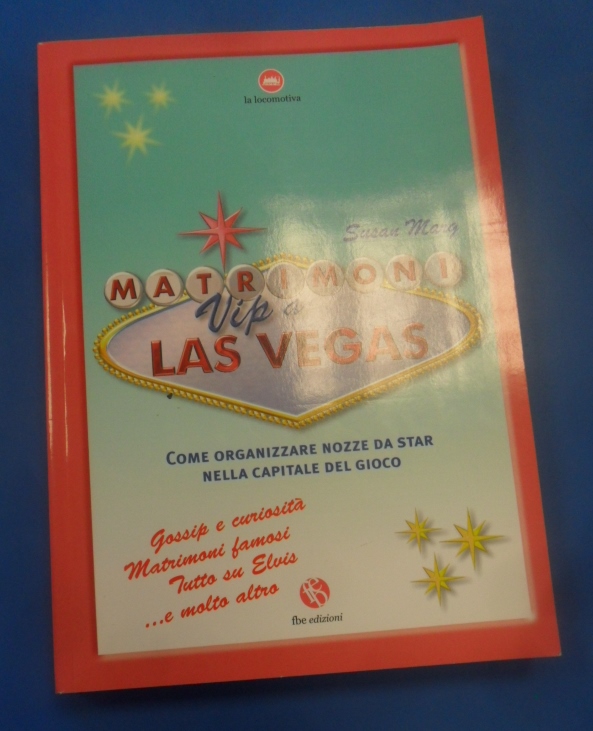 la locomotiva
Susan Marg
MATRIMONI
Vip a
LAS VEGAS
COME ORGANIZZARE NOZZE DA STAR
NELLA CAPITALE DEL GIOCO
Gossip e curiosità
Matrimoni famosi
Tutto su Elvis
...e molto altro
fbe edizioni